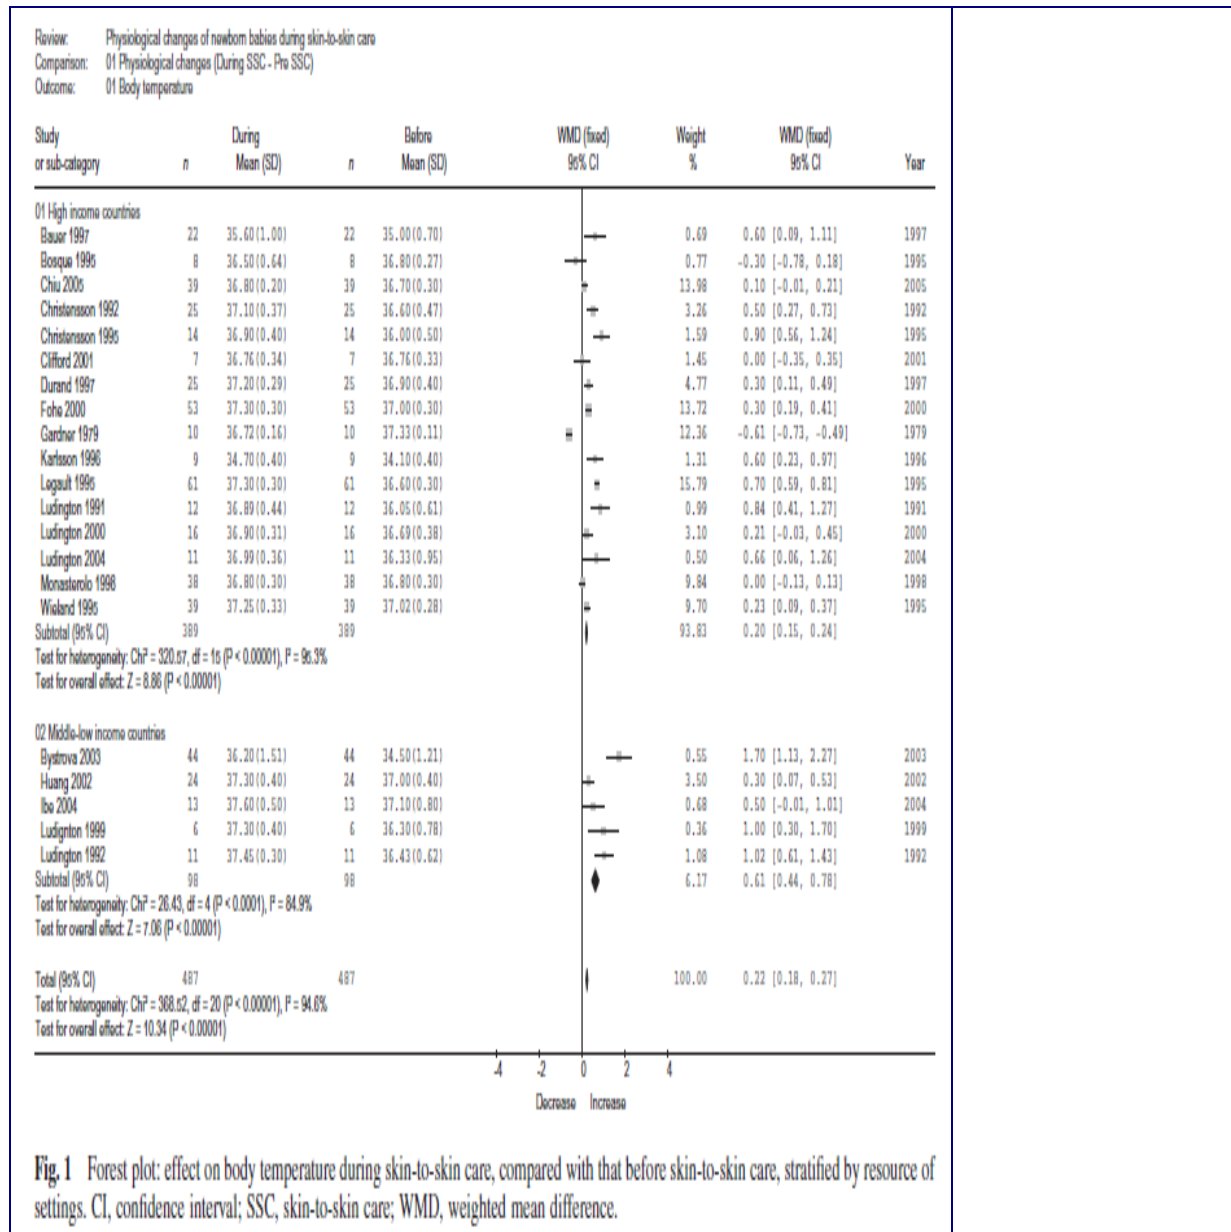 Review: Physiological changes of newborn babies during skin-to-skin care
Comparison: 01 Physiological changes (During SSC - Pre SSC)
Outcome: 01 Body temperature
Study During Before WMD (fixed) Weight WMD (fixed)
or sub-category n Mean (SD) n Mean (SD) 95% CI % 95% CI Year
01 High income countries
Bauer 1997 22 35.60(1.00) 22 35.00(0.70) 0.69 0.60 [0.09, 1.11] 1997
Bosque 1995 8 36.50(0.64) 8 36.80(0.27) 0.77 -0.30 [-0.78, 0.18] 1995
Chiu 2005 39 36.80(0.20) 39 36.70(0.30) 13.98 0.10 [-0.01, 0.21] 2005
Christensson 1992 25 37.10(0.37) 25 36.60(0.47) 3.26 0.50 [0.27, 0.73] 1992
Christensson 1995 14 36.90(0.40) 14 36.00(0.50) 1.59 0.90 [0.56, 1.24] 1995
Clifford 2001 7 36.76(0.34) 7 36.76(0.33) 1.45 0.00 [-0.35, 0.35] 2001
Durand 1997 25 37.20(0.29) 25 36.90(0.40) 4.77 0.30 [0.11, 0.49] 1997
Fohe 2000 53 37.30(0.30) 53 37.00(0.30) 13.72 0.30 [0.19, 0.41] 2000
Gardner 1979 10 36.72(0.16) 10 37.33(0.11) 12.36 -0.61 [-0.73, -0.49] 1979
Karlsson 1996 9 34.70(0.40) 9 34.10(0.40) 1.31 0.60 [0.23, 0.97] 1996
Legault 1995 61 37.30(0.30) 61 36.60(0.30) 15.79 0.70 [0.59, 0.81] 1995
Ludington 1991 12 36.89(0.44) 12 36.05(0.61) 0.99 0.84 [0.41, 1.27] 1991
Ludington 2000 16 36.90(0.31) 16 36.69(0.38) 3.10 0.21 [-0.03, 0.45] 2000
Ludington 2004 11 36.99(0.36) 11 36.33(0.95) 0.50 0.66 [0.06, 1.26] 2004
Monasterolo 1998 38 36.80(0.30) 38 36.80(0.30) 9.84 0.00 [-0.13, 0.13] 1998
Wieland 1995 39 37.25(0.33) 39 37.02(0.28) 9.70 0.23 [0.09, 0.37] 1995
Subtotal (95% CI) 389 389 93.83 0.20 [0.15, 0.24]
Test for heterogeneity: Chi² = 320.57, df = 15 (P < 0.00001), I² = 95.3%
Test for overall effect: Z = 8.86 (P < 0.00001)
02 Middle-low income countries
Bystrova 2003 44 36.20(1.51) 44 34.50(1.21) 0.55 1.70 [1.13, 2.27] 2003
Huang 2002 24 37.30(0.40) 24 37.00(0.40) 3.50 0.30 [0.07, 0.53] 2002
Ibe 2004 13 37.60(0.50) 13 37.10(0.80) 0.68 0.50 [-0.01, 1.01] 2004
Ludignton 1999 6 37.30(0.40) 6 36.30(0.78) 0.36 1.00 [0.30, 1.70] 1999
Ludington 1992 11 37.45(0.30) 11 36.43(0.62) 1.08 1.02 [0.61, 1.43] 1992
Subtotal (95% CI) 98 98 6.17 0.61 [0.44, 0.78]
Test for heterogeneity: Chi² = 26.43, df = 4 (P < 0.0001), I² = 84.9%
Test for overall effect: Z = 7.06 (P < 0.00001)
Total (95% CI) 487 487 100.00 0.22 [0.18, 0.27]
Test for heterogeneity: Chi² = 368.52, df = 20 (P < 0.00001), I² = 94.6%
Test for overall effect: Z = 10.34 (P < 0.00001)
-4 -2 0 2 4
Decrease Increase
Fig. 1 Forest plot: effect on body temperature during skin-to-skin care, compared with that before skin-to-skin care, stratified by resource of
settings. CI, confidence interval; SSC, skin-to-skin care; WMD, weighted mean difference.